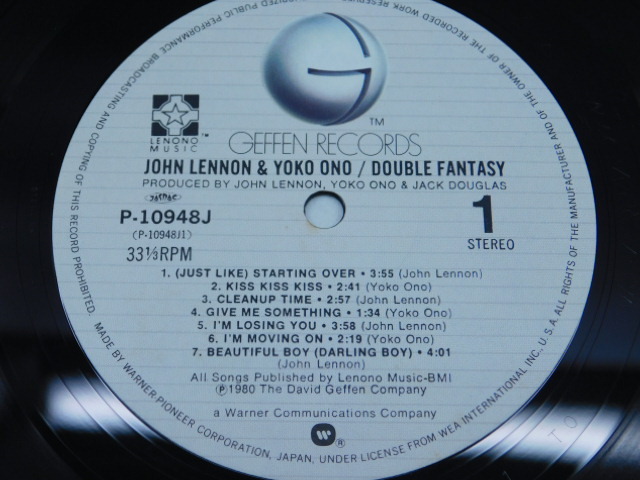 G
TM
LENONO
MUSIC
TM
GEFFEN RECORDS
JOHN LENNON & YOKO ONO / DOUBLE FANTASY
PRODUCED BY JOHN LENNON, YOKO ONO & JACK DOUGLAS
P-10948J
(P-10948J1)
33⅓RPM
1
STEREO
1. (JUST LIKE) STARTING OVER • 3:55 (John Lennon)
2. KISS KISS KISS • 2:41 (Yoko Ono)
3. CLEANUP TIME • 2:57 (John Lennon)
4. GIVE ME SOMETHING • 1:34 (Yoko Ono)
5. I'M LOSING YOU • 3:58 (John Lennon)
6. I'M MOVING ON • 2:19 (Yoko Ono)
7. BEAUTIFUL BOY (DARLING BOY) • 4:01
(John Lennon)
All Songs Published by Lenono Music-BMI
℗1980 The David Geffen Company
a Warner Communications Company
W ®
MADE BY WARNER PIONEER CORPORATION, JAPAN, UNDER LICENSE FROM WEA INTERNATIONAL INC. U.S.A. ALL RIGHTS OF THE MANUFACTURER AND OF THE OWNER OF THE RECORDED WORK RESERVED
PUBLIC PERFORMANCE BROADCASTING AND COPYING OF THIS RECORD PROHIBITED.